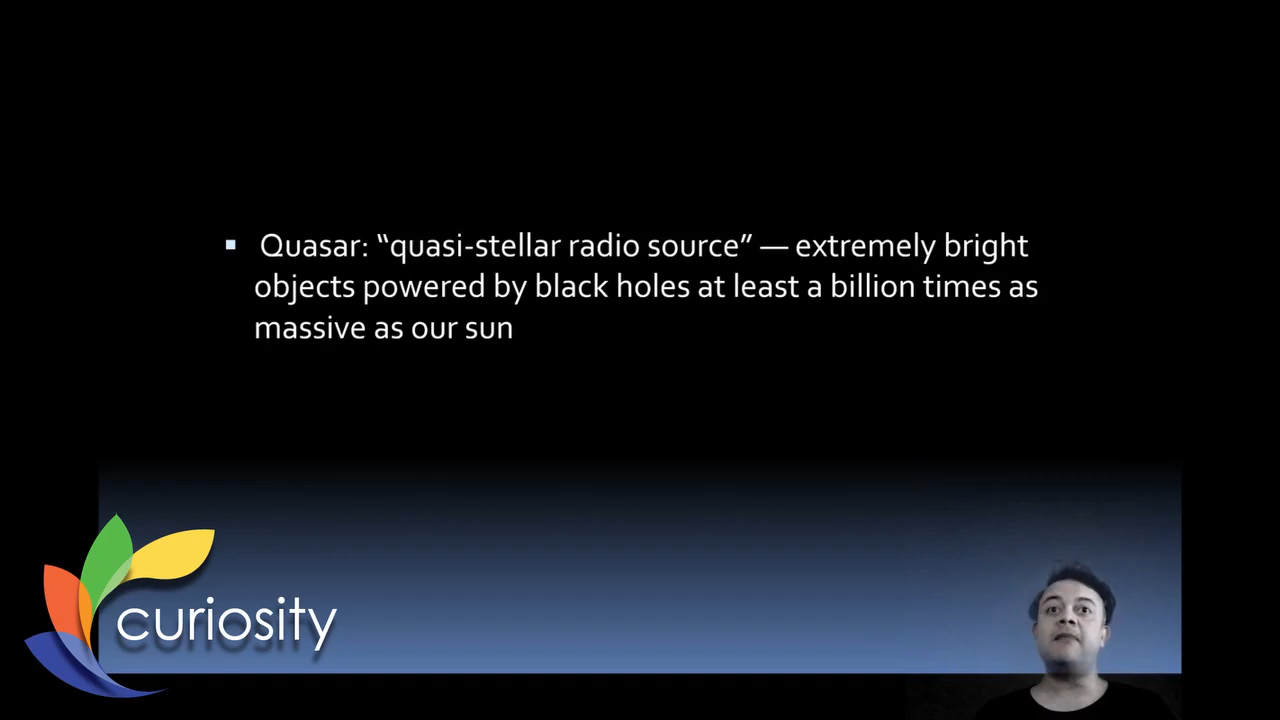 ▪ Quasar: “quasi-stellar radio source” — extremely bright
objects powered by black holes at least a billion times as
massive as our sun
curiosity